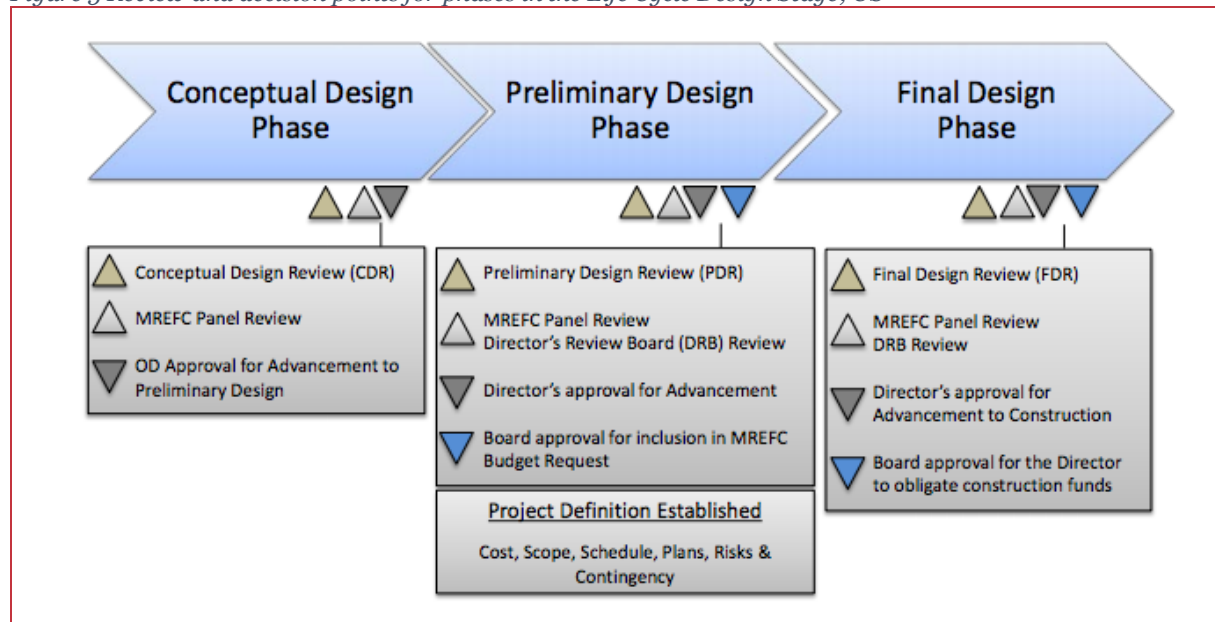 Conceptual Design
Phase
Preliminary Design
Phase
Final Design
Phase
Conceptual Design Review (CDR)
MREFC Panel Review
OD Approval for Advancement to
Preliminary Design
Preliminary Design Review (PDR)
MREFC Panel Review
Director's Review Board (DRB) Review
Director's approval for Advancement
Board approval for inclusion in MREFC
Budget Request
Project Definition Established
Cost, Scope, Schedule, Plans, Risks &
Contingency
Final Design Review (FDR)
MREFC Panel Review
DRB Review
Director's approval for
Advancement to Construction
Board approval for the Director
to obligate construction funds